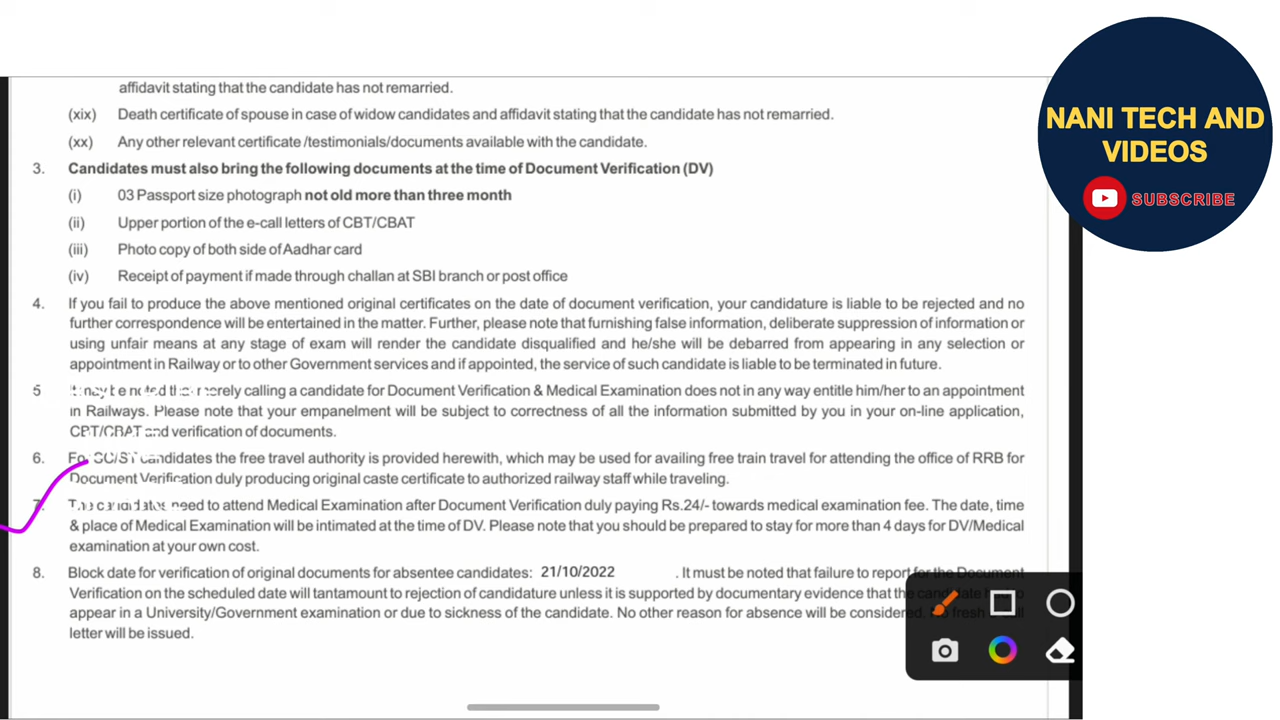 affidavit stating that the candidate has not remarried.
(xix) Death certificate of spouse in case of widow candidates and affidavit stating that the candidate has not remarried.
(xx) Any other relevant certificate /testimonials/documents available with the candidate.
3. Candidates must also bring the following documents at the time of Document Verification (DV)
(i) 03 Passport size photograph not old more than three month
(ii) Upper portion of the e-call letters of CBT/CBAT
(iii) Photo copy of both side of Aadhar card
(iv) Receipt of payment if made through challan at SBI branch or post office
4. If you fail to produce the above mentioned original certificates on the date of document verification, your candidature is liable to be rejected and no
further correspondence will be entertained in the matter. Further, please note that furnishing false information, deliberate suppression of information or
using unfair means at any stage of exam will render the candidate disqualified and he/she will be debarred from appearing in any selection or
appointment in Railway or to other Government services and if appointed, the service of such candidate is liable to be terminated in future.
5 It may be noted that merely calling a candidate for Document Verification & Medical Examination does not in any way entitle him/her to an appointment
in Railways. Please note that your empanelment will be subject to correctness of all the information submitted by you in your on-line application,
CBT/CBAT and verification of documents.
6. For SC/ST candidates the free travel authority is provided herewith, which may be used for availing free train travel for attending the office of RRB for
Document Verification duly producing original caste certificate to authorized railway staff while traveling.
7. The candidates need to attend Medical Examination after Document Verification duly paying Rs.24/- towards medical examination fee. The date, time
& place of Medical Examination will be intimated at the time of DV. Please note that you should be prepared to stay for more than 4 days for DV/Medical
examination at your own cost.
8. Block date for verification of original documents for absentee candidates: 21/10/2022 . It must be noted that failure to report for the Document
Verification on the scheduled date will tantamount to rejection of candidature unless it is supported by documentary evidence that the candidate
appear in a University/Government examination or due to sickness of the candidate. No other reason for absence will be considered. No fresh
letter will be issued.
NANI TECH AND
VIDEOS
SUBSCRIBE